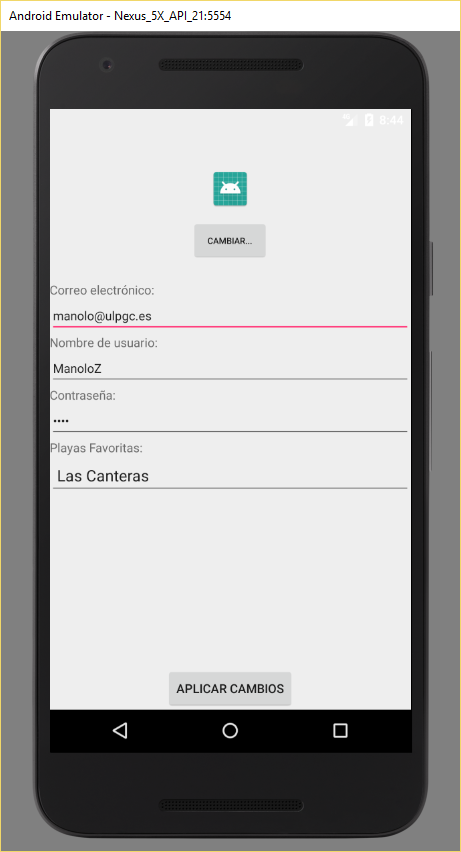 Android Emulator - Nexus_5X_API_21:5554
8:44
CAMBIAR...
Correo electrónico:
manolo@ulpgc.es
Nombre de usuario:
ManoloZ
Contraseña:
••••
Playas Favoritas:
Las Canteras
APLICAR CAMBIOS